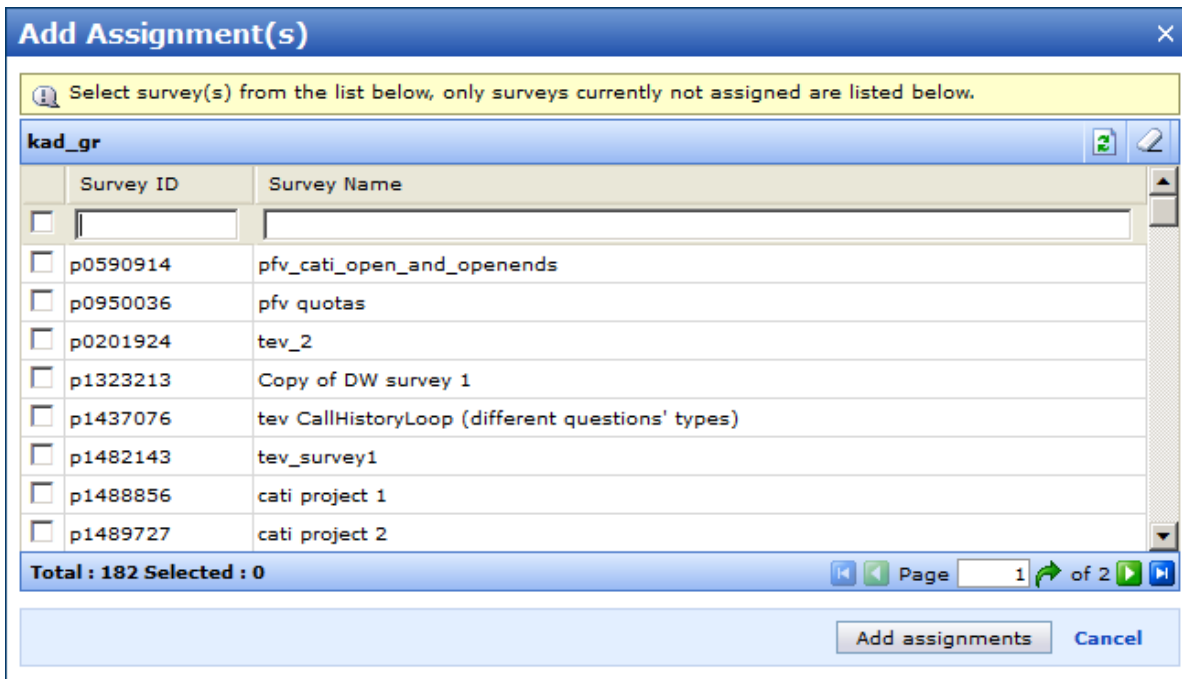 Add Assignment(s)
Select survey(s) from the list below, only surveys currently not assigned are listed below.
kad_gr
Survey ID Survey Name
p0590914 pfv_cati_open_and_openends
p0950036 pfv quotas
p0201924 tev_2
p1323213 Copy of DW survey 1
p1437076 tev CallHistoryLoop (different questions' types)
p1482143 tev_survey1
p1488856 cati project 1
p1489727 cati project 2
Total : 182 Selected : 0 Page 1 of 2
Add assignments Cancel